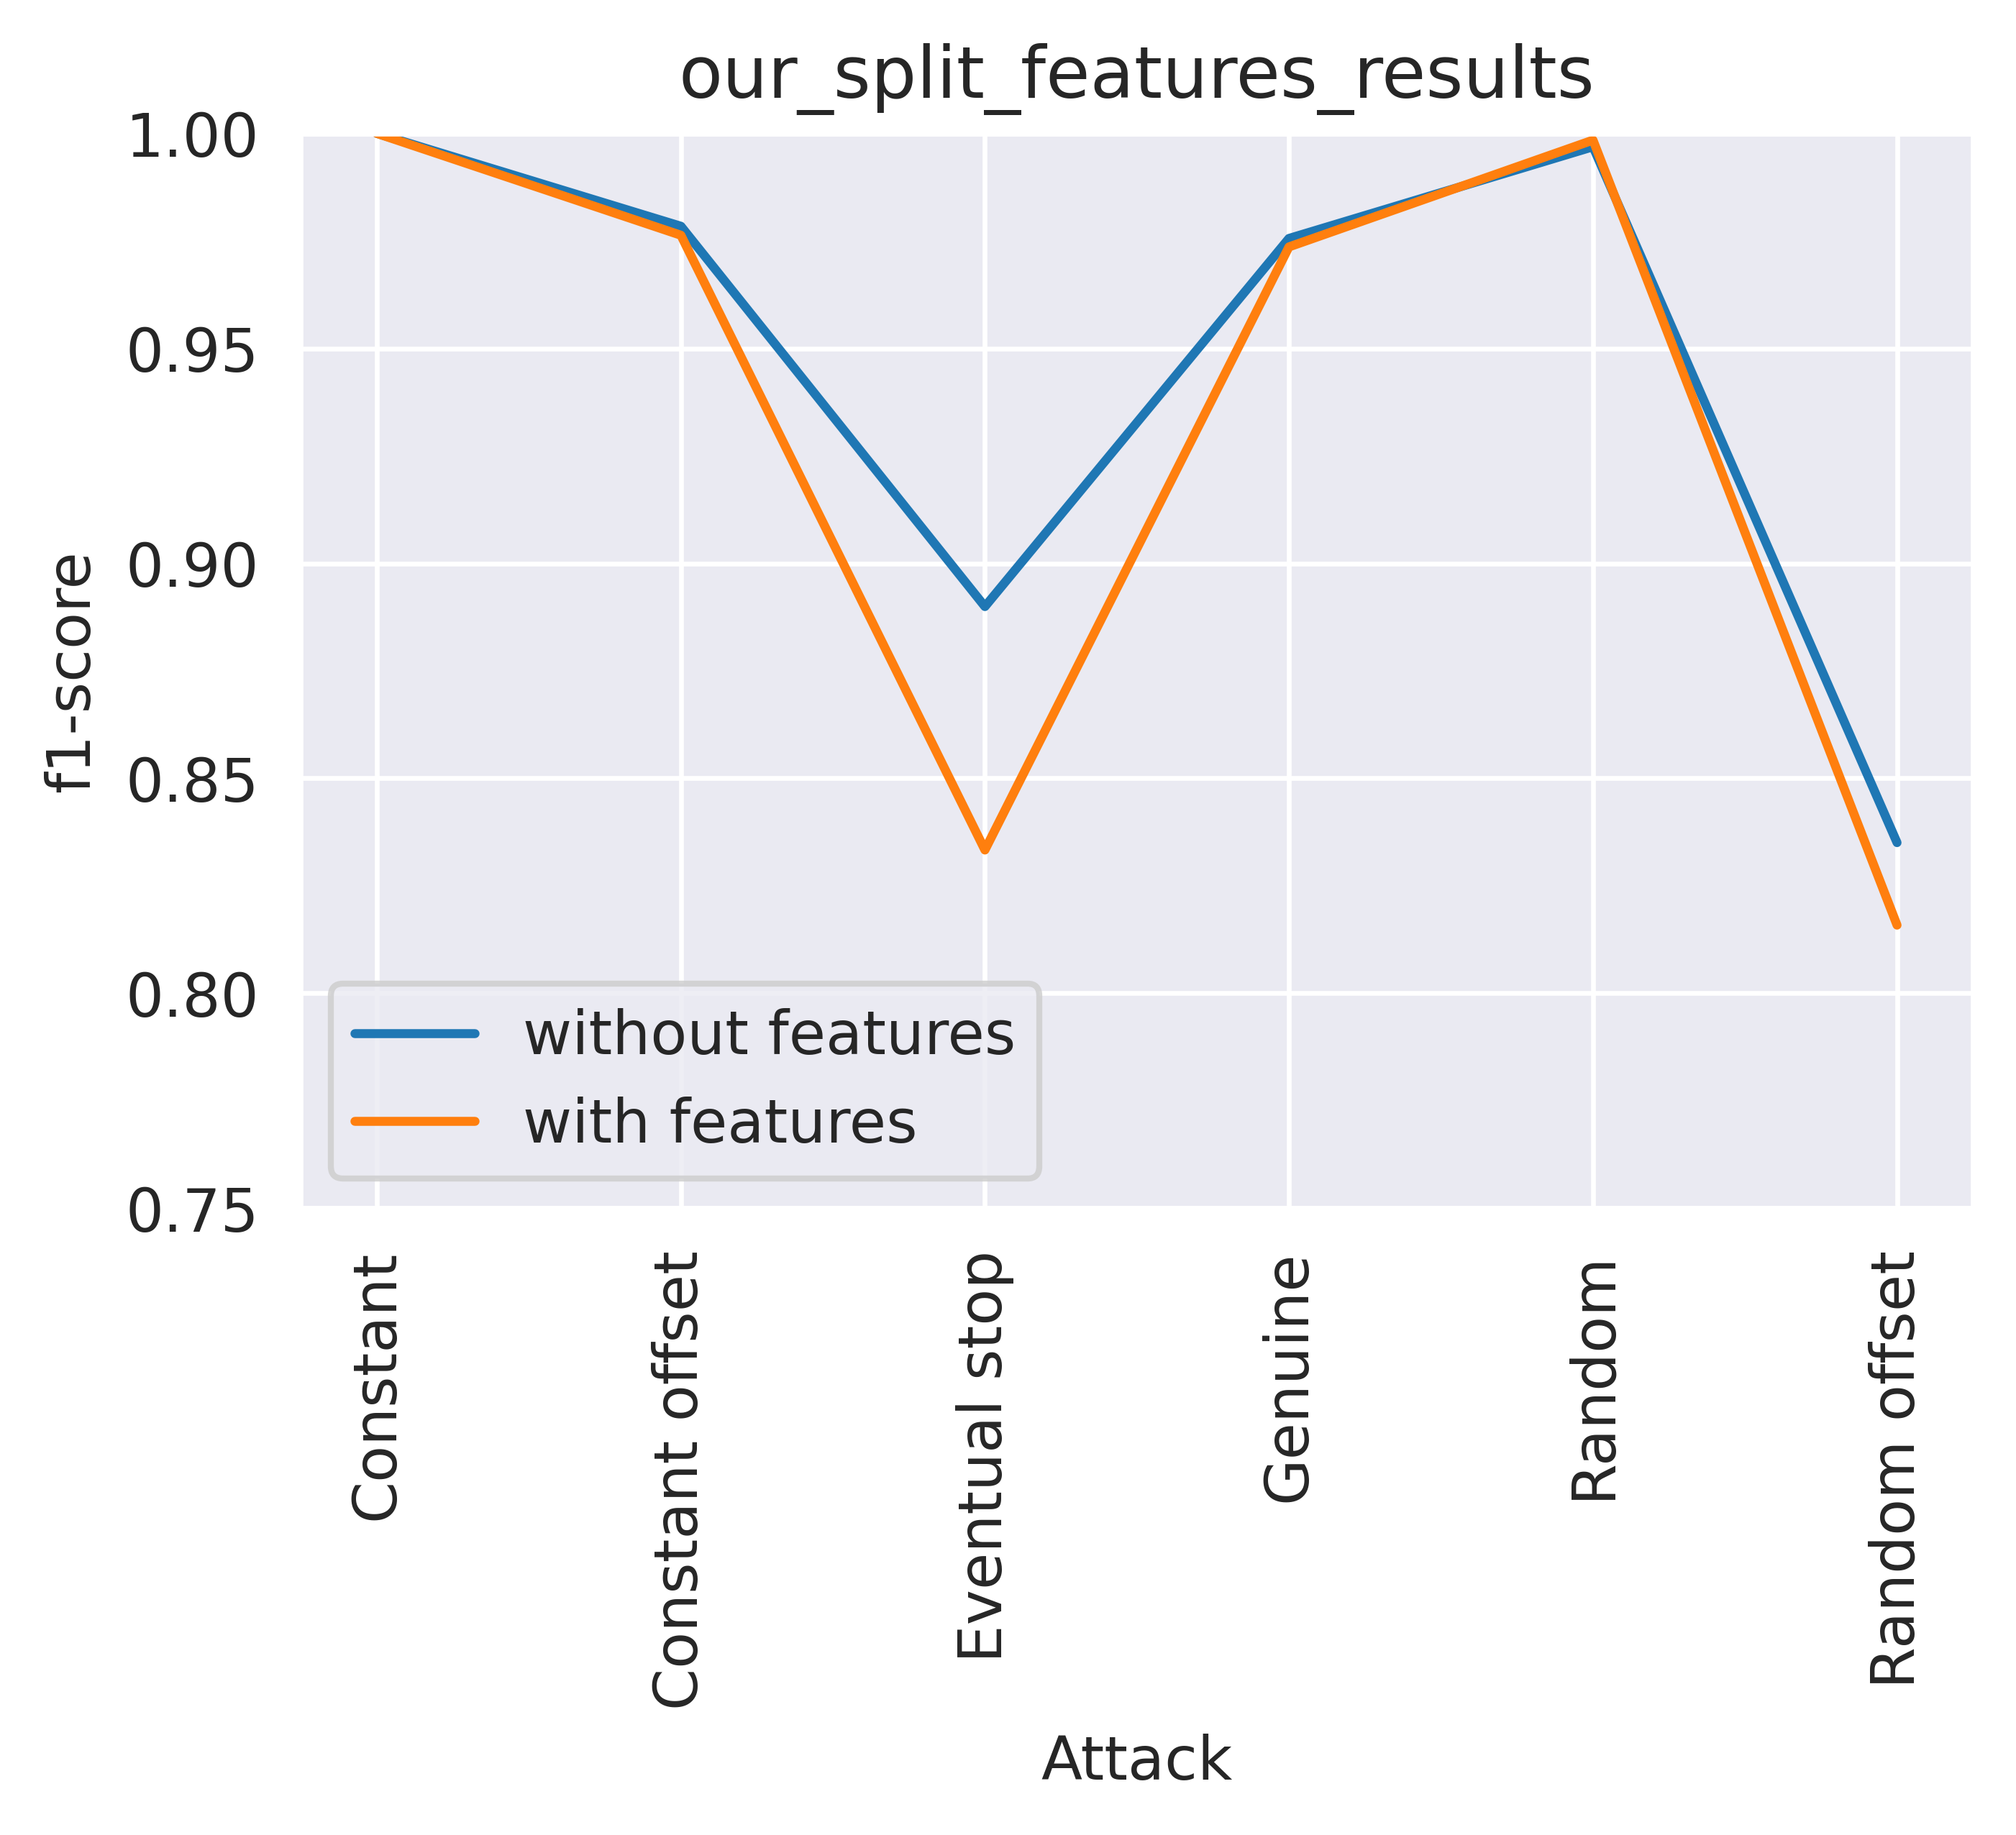 our_split_features_results
1.00
0.95
0.90
0.85
0.80
0.75
f1-score
without features
with features
Constant
Constant offset
Eventual stop
Genuine
Random
Random offset
Attack